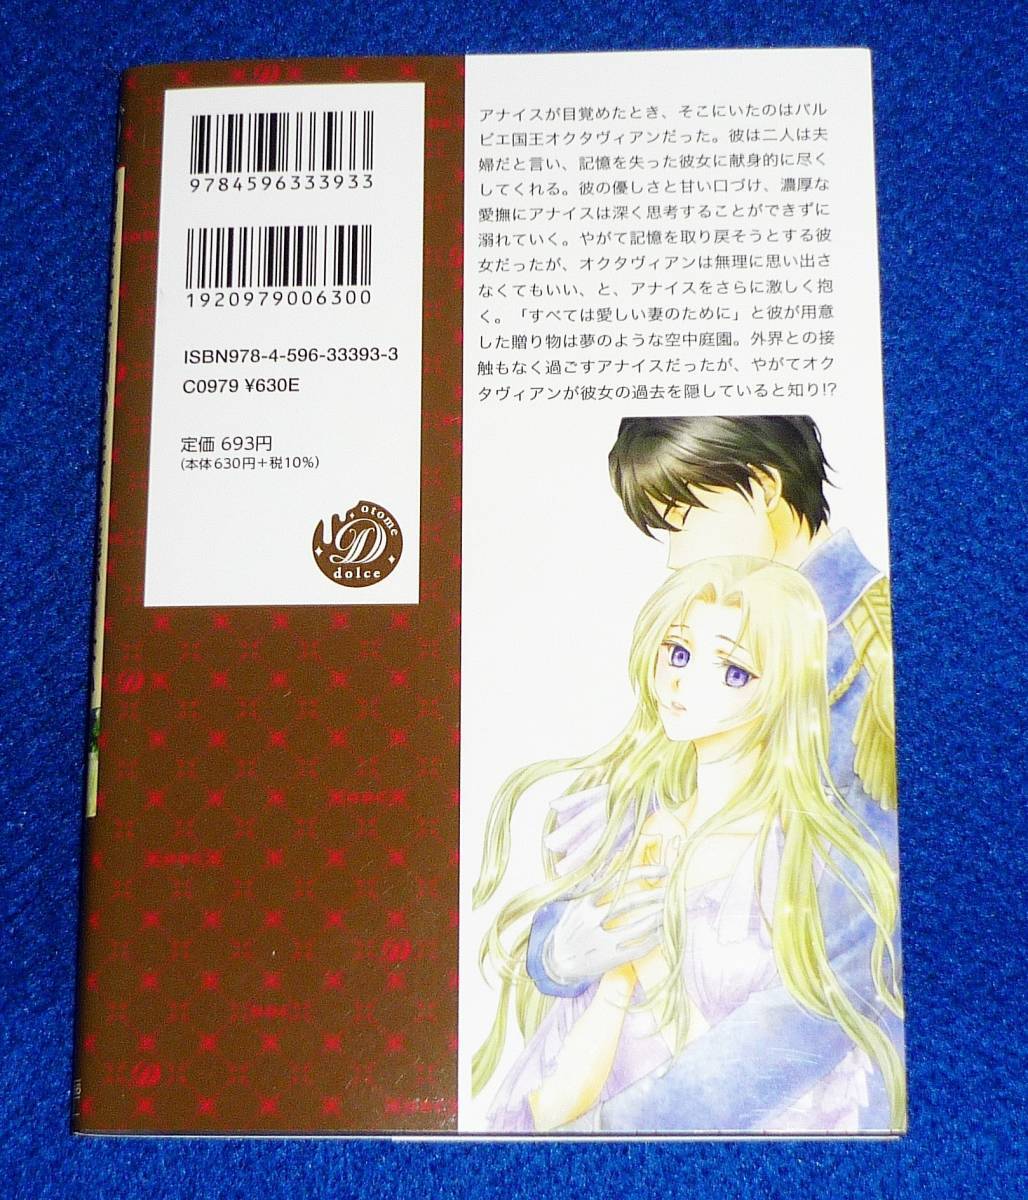 9784596333933
1920979006300
ISBN978-4-596-33393-3
C0979 ¥630E
定価 693円
(本体630円+税10%)
otome
D
dolce
アナイスが目覚めたとき、そこにいたのはバル
ビエ国王オクタヴィアンだった。彼は二人は夫
婦だと言い、記憶を失った彼女に献身的に尽く
してくれる。彼の優しさと甘い口づけ、濃厚な
愛撫にアナイスは深く思考することができずに
溺れていく。やがて記憶を取り戻そうとする彼
女だったが、オクタヴィアンは無理に思い出さ
なくてもいい、と、アナイスをさらに激しく抱
く。「すべては愛しい妻のために」と彼が用意
した贈り物は夢のような空中庭園。外界との接
触もなく過ごすアナイスだったが、やがてオク
タヴィアンが彼女の過去を隠していると知り!?